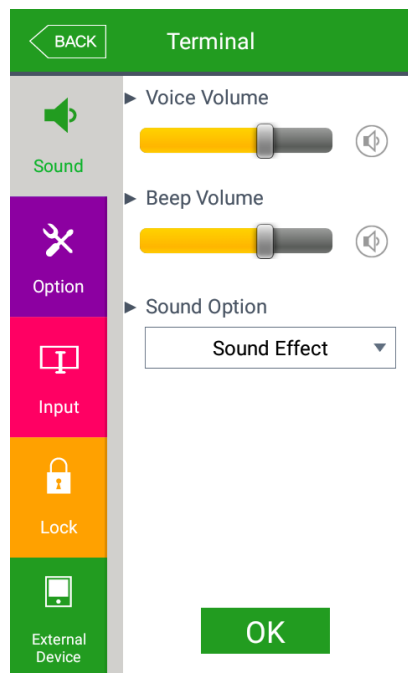 BACK
Terminal
Sound
Option
Input
Lock
External
Device
Voice Volume
Beep Volume
Sound Option
Sound Effect
OK